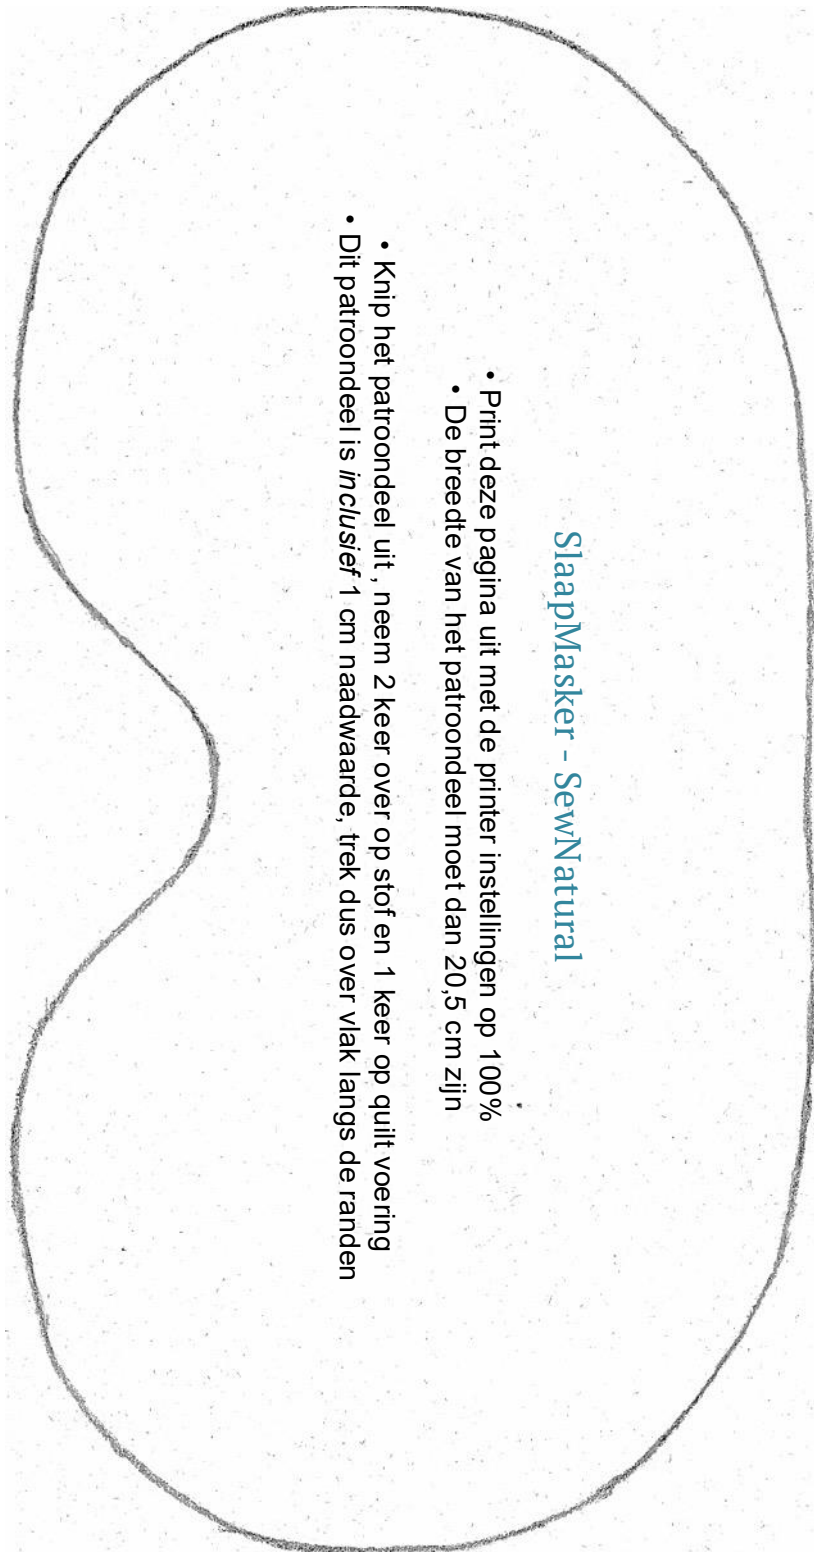 SlaapMasker - SewNatural
• Print deze pagina uit met de printer instellingen op 100%
• De breedte van het patroondeel moet dan 20,5 cm zijn
• Knip het patroondeel uit, neem 2 keer over op stof en 1 keer op quilt voering
• Dit patroondeel is inclusief 1 cm naadwaarde, trek dus over vlak langs de randen